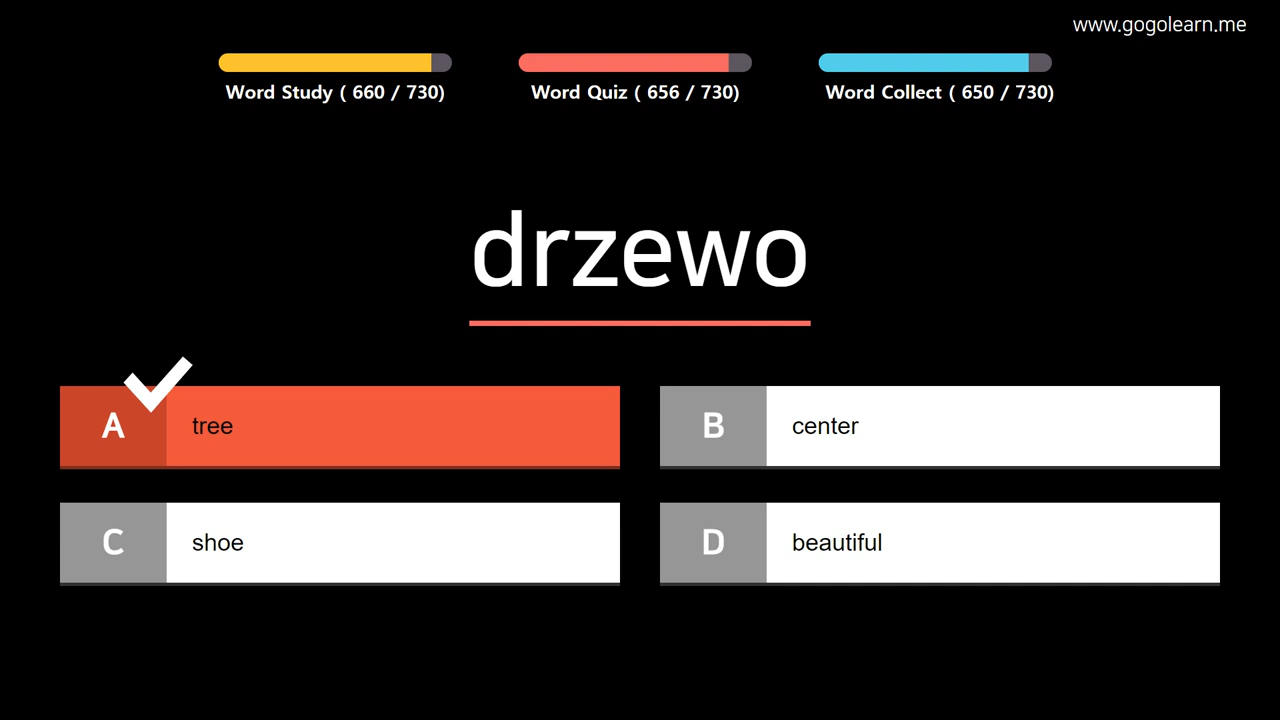 www.gogolearn.me
Word Study ( 660 / 730)
Word Quiz ( 656 / 730)
Word Collect ( 650 / 730)
drzewo
A tree
B center
C shoe
D beautiful